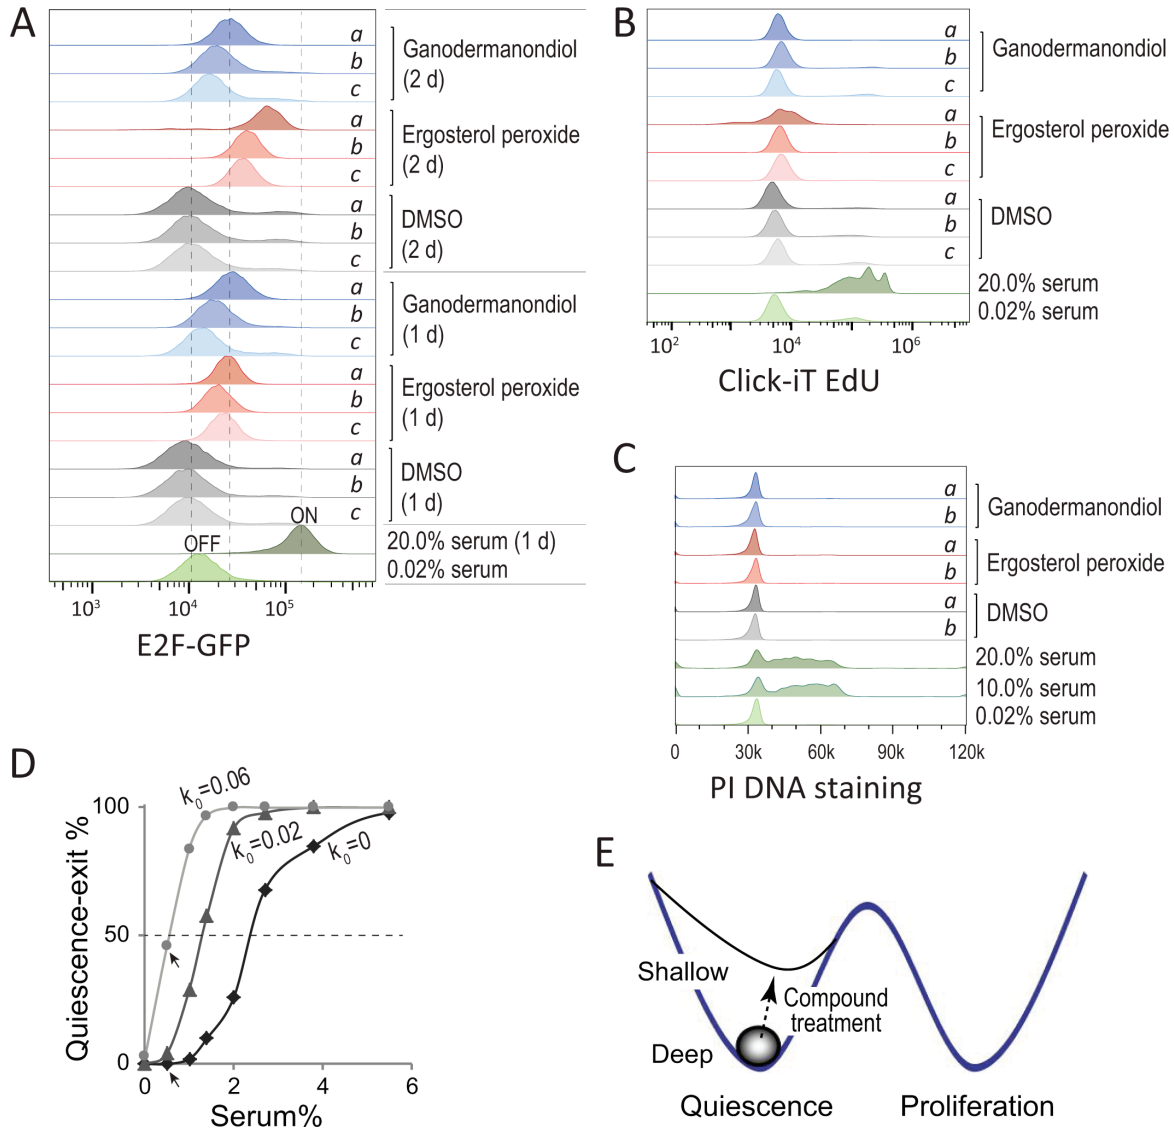 A
a
b
c
Ganodermanondiol
(2 d)
a
b
c
Ergosterol peroxide
(2 d)
a
b
c
DMSO
(2 d)
a
b
c
Ganodermanondiol
(1 d)
a
b
c
Ergosterol peroxide
(1 d)
a
b
c
DMSO
(1 d)
ON
20.0% serum (1 d)
OFF
0.02% serum
10³ 10⁴ 10⁵
E2F-GFP
B
a
b
c
Ganodermanondiol
a
b
c
Ergosterol peroxide
a
b
c
DMSO
20.0% serum
0.02% serum
10² 10⁴ 10⁶
Click-iT EdU
C
a
b
Ganodermanondiol
a
b
Ergosterol peroxide
a
b
DMSO
20.0% serum
10.0% serum
0.02% serum
0 30k 60k 90k 120k
PI DNA staining
D
Quiescence-exit %
100
50
0
k₀=0.06
k₀=0.02
k₀=0
0 2 4 6
Serum%
E
Shallow
Compound
treatment
Deep
Quiescence Proliferation